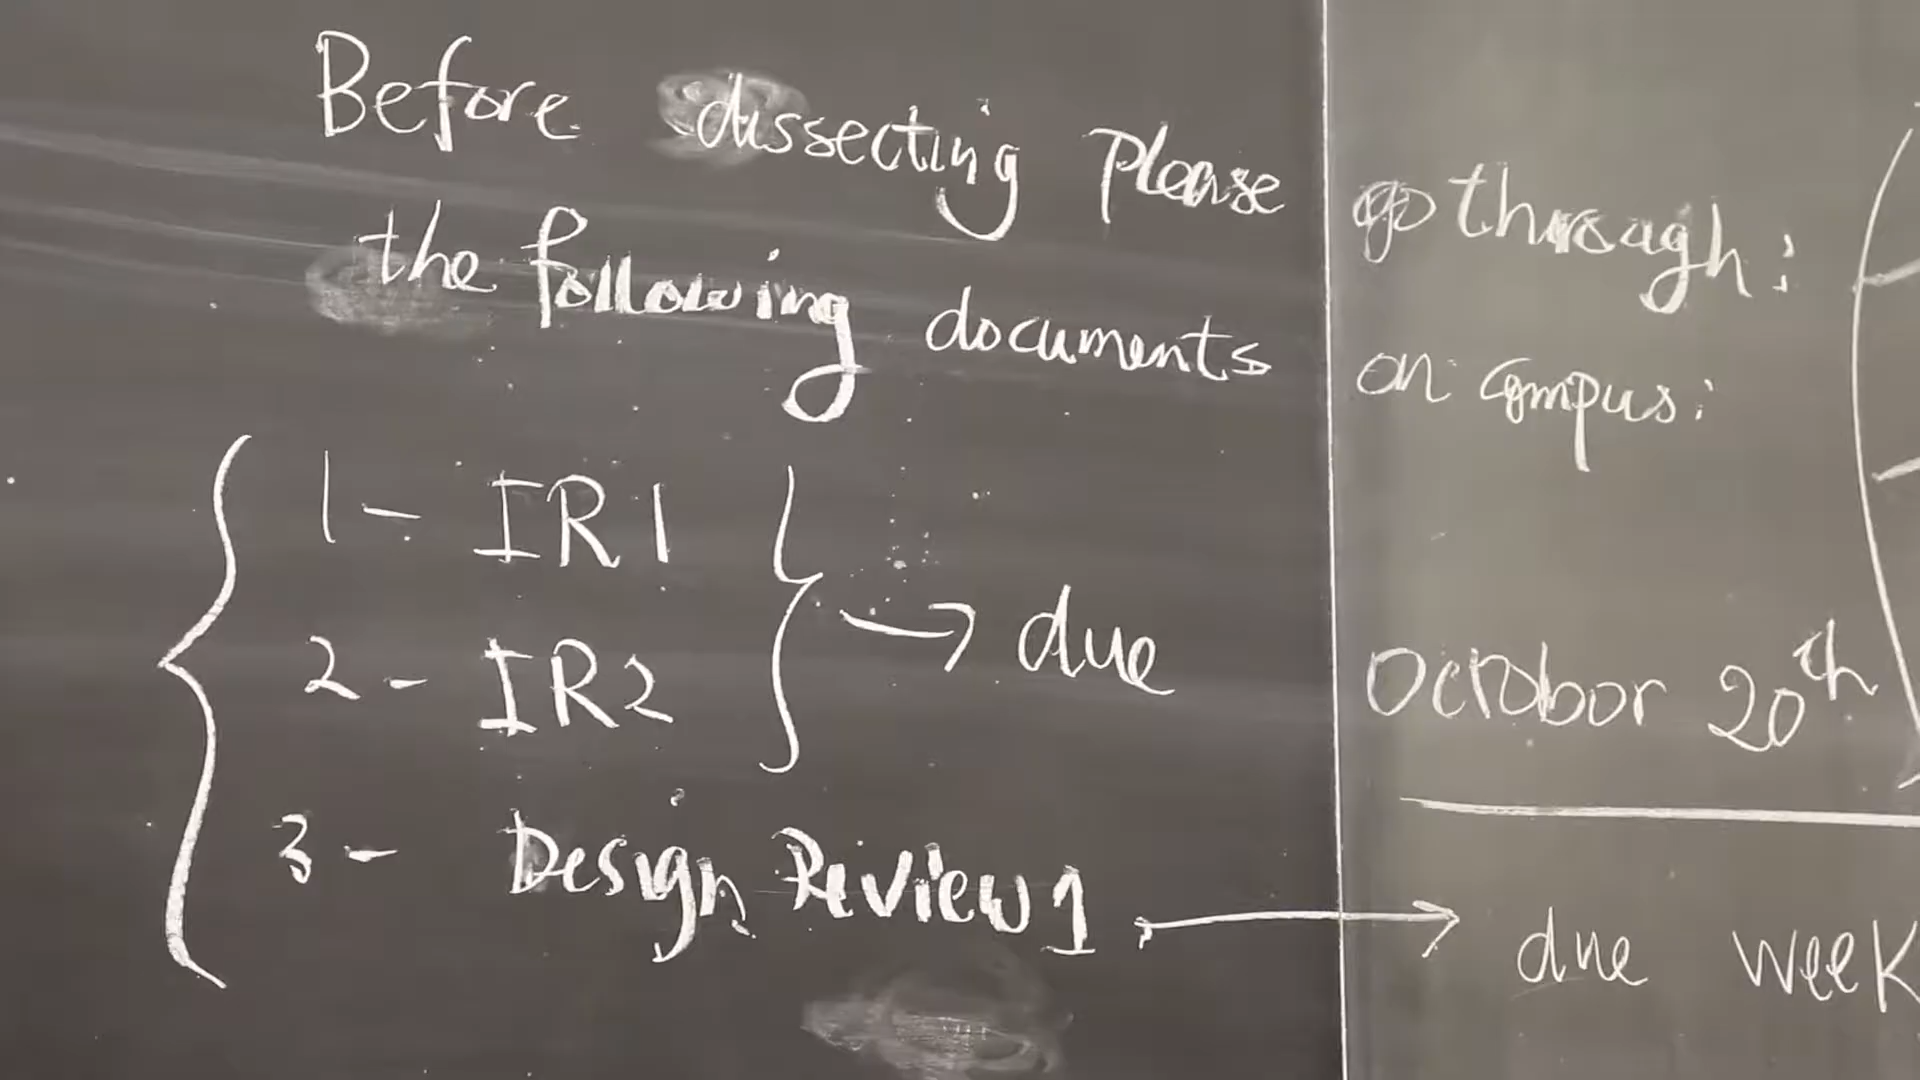 Before dissecting please go through:
the following documents on campus:
1- IR1
2- IR2
→ due October 20th
3- Design Review 1 → due week